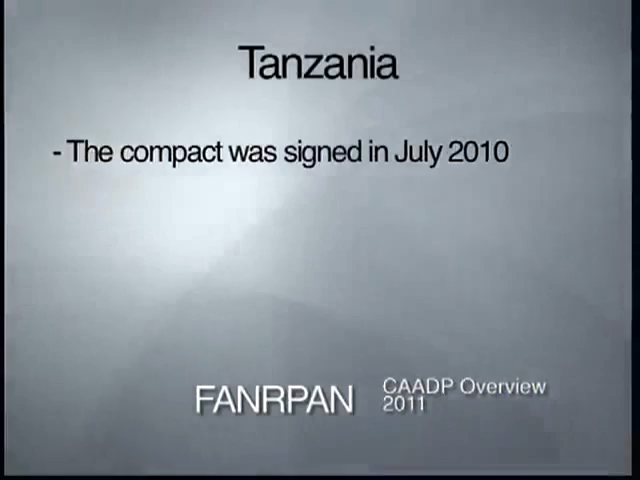 Tanzania
- The compact was signed in July 2010
FANRPAN
CAADP Overview
2011